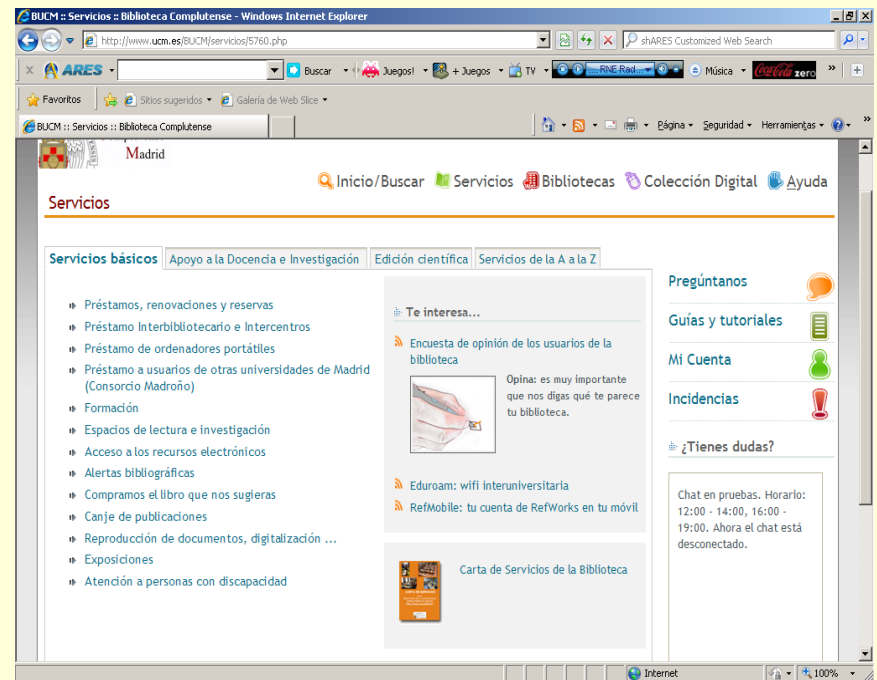 BUCM :: Servicios :: Biblioteca Complutense - Windows Internet Explorer
http://www.ucm.es/BUCM/servicios/5760.php
shARES Customized Web Search
ARES
Buscar
Juegos!
+ Juegos
TV
RNE Rad...
Música
Coca-Cola zero
»
Favoritos
Sitios sugeridos
Galería de Web Slice
BUCM :: Servicios :: Biblioteca Complutense
Página
Seguridad
Herramientas
»
Madrid
Inicio/Buscar Servicios Bibliotecas Colección Digital Ayuda
Servicios
Servicios básicos
Apoyo a la Docencia e Investigación
Edición científica
Servicios de la A a la Z
Préstamos, renovaciones y reservas
Préstamo Interbibliotecario e Intercentros
Préstamo de ordenadores portátiles
Préstamo a usuarios de otras universidades de Madrid
(Consorcio Madroño)
Formación
Espacios de lectura e investigación
Acceso a los recursos electrónicos
Alertas bibliográficas
Compramos el libro que nos sugieras
Canje de publicaciones
Reproducción de documentos, digitalización ...
Exposiciones
Atención a personas con discapacidad
Te interesa...
Encuesta de opinión de los usuarios de la
biblioteca
Opina: es muy importante
que nos digas qué te parece
tu biblioteca.
Eduroam: wifi interuniversitaria
RefMobile: tu cuenta de RefWorks en tu móvil
Carta de Servicios de la Biblioteca
Pregúntanos
Guías y tutoriales
Mi Cuenta
Incidencias
¿Tienes dudas?
Chat en pruebas. Horario:
12:00 - 14:00, 16:00 -
19:00. Ahora el chat está
desconectado.
Internet
100%